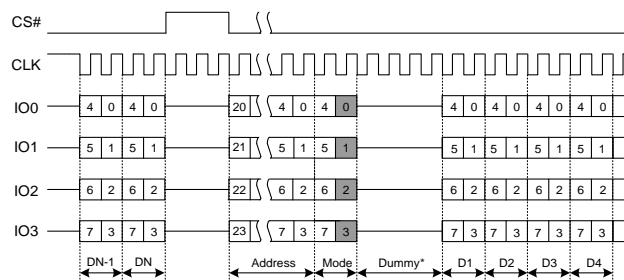 CS#
CLK
IO0 4 0 4 0 20 4 0 4 0 4 0 4 0 4 0 4 0
IO1 5 1 5 1 21 5 1 5 1 5 1 5 1 5 1 5 1
IO2 6 2 6 2 22 6 2 6 2 6 2 6 2 6 2 6 2
IO3 7 3 7 3 23 7 3 7 3 7 3 7 3 7 3 7 3
DN-1 DN Address Mode Dummy* D1 D2 D3 D4